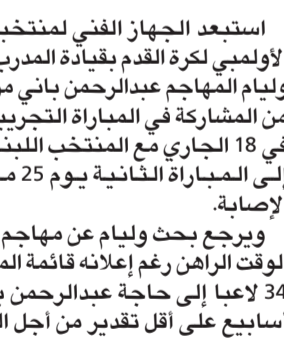 استبعد الجهاز الفني لمنتخب
الأولمبي لكرة القدم بقيادة المدرب
وليام المهاجم عبدالرحمن باني من
من المشاركة في المباراة التجريب
في 18 الجاري مع المنتخب اللبن
إلى المباراة الثانية يوم 25 م
لإصابة.
ويرجع بحث وليام عن مهاجم
لوقت الراهن رغم إعلانه قائمة الم
34 لاعبا إلى حاجة عبدالرحمن ب
أسابيع على أقل تقدير من أجل ال